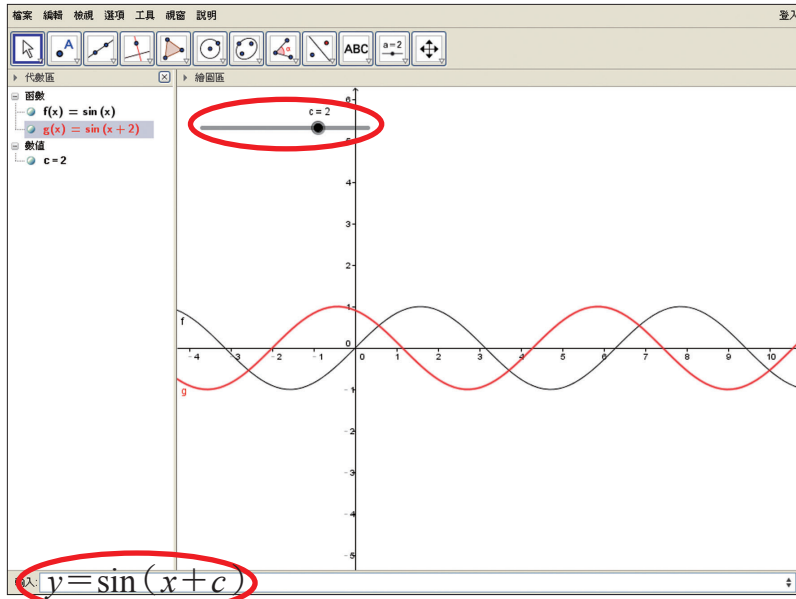 檔案 編輯 檢視 選項 工具 視窗 說明 登入
A α ABC a=2
代數區 繪圖區
函數
f(x) = sin (x)
g(x) = sin (x + 2)
數值
c = 2
c = 2
6
5
4
3
2
1
0
-1
-2
-3
-4
-5
-4 -3 -2 -1 0 1 2 3 4 5 6 7 8 9 10
f
g
輸入: y=sin(x+c)